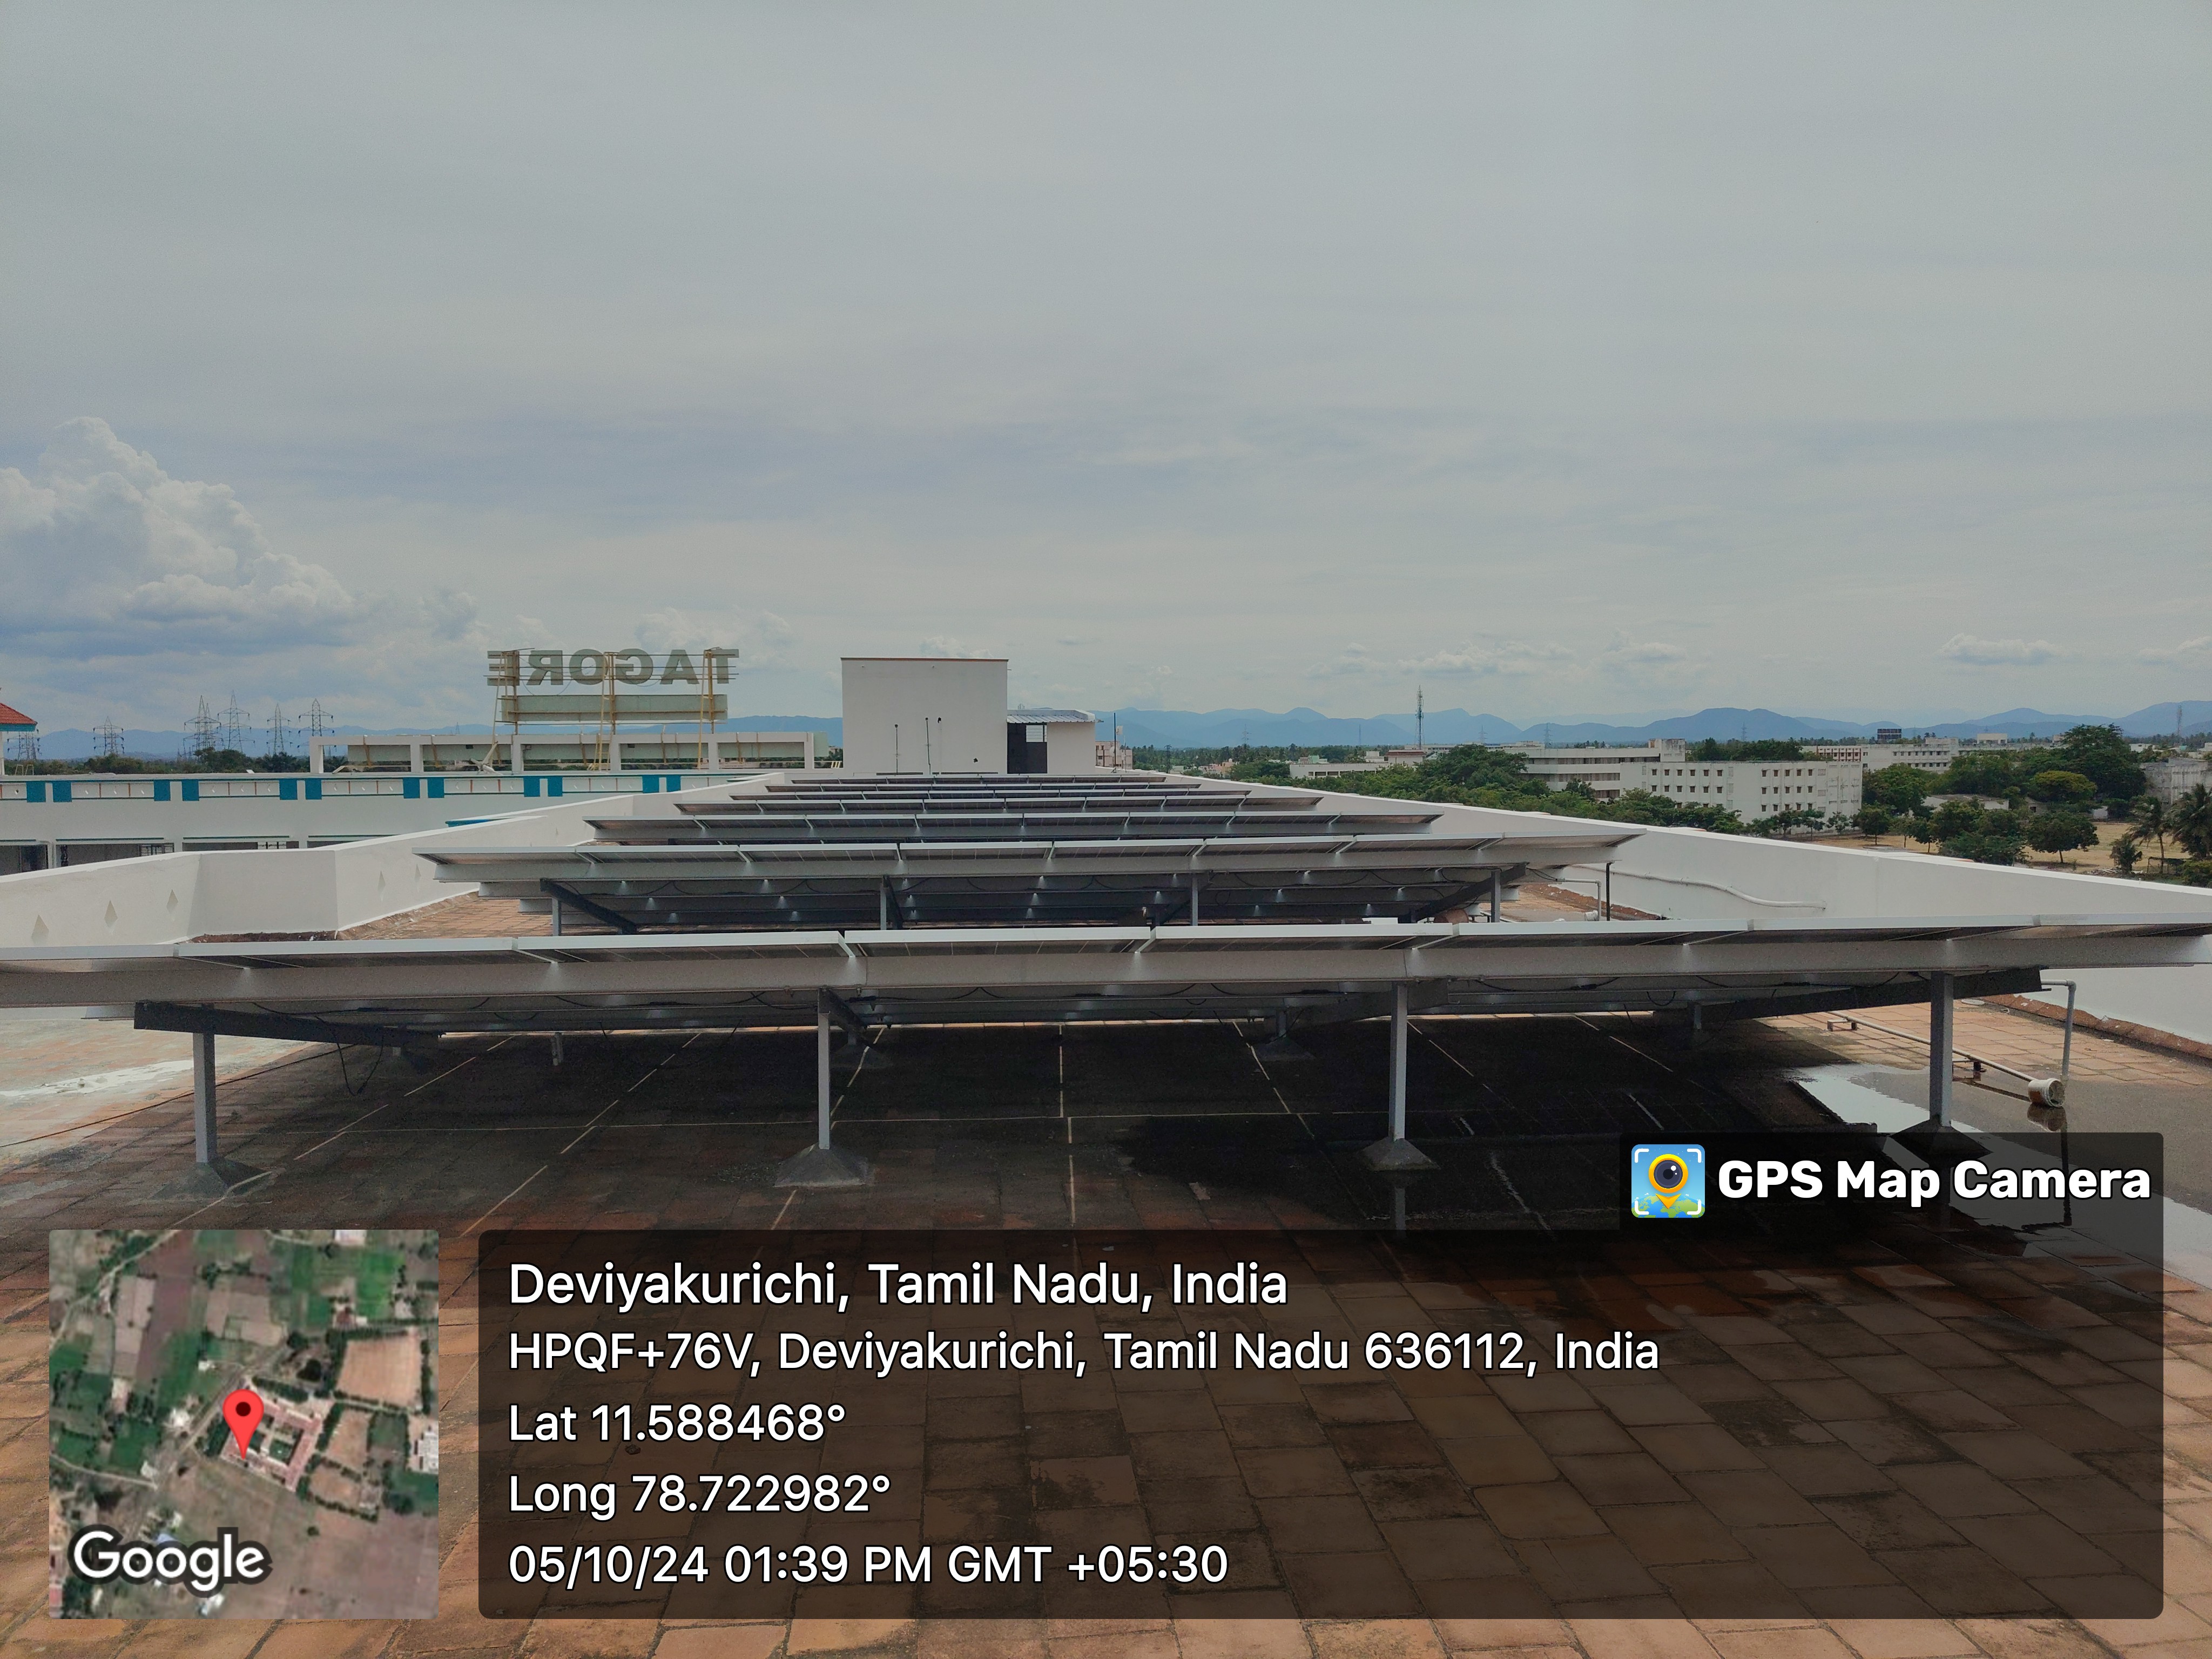 TAGORE
GPS Map Camera
Deviyakurichi, Tamil Nadu, India
HPQF+76V, Deviyakurichi, Tamil Nadu 636112, India
Lat 11.588468°
Long 78.722982°
05/10/24 01:39 PM GMT +05:30
Google